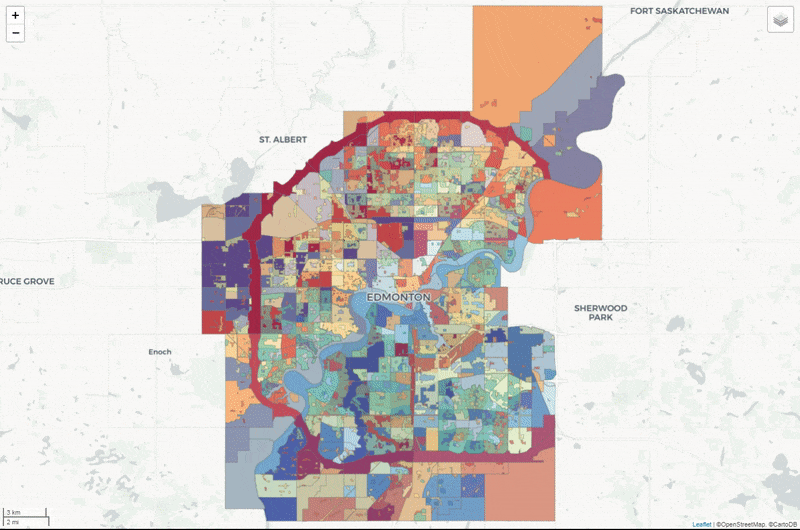 +
FORT SASKATCHEWAN
−
ST. ALBERT
RUCE GROVE
EDMONTON
SHERWOOD
PARK
Enoch
3 km
2 mi
Leaflet | ©OpenStreetMap, ©CartoDB